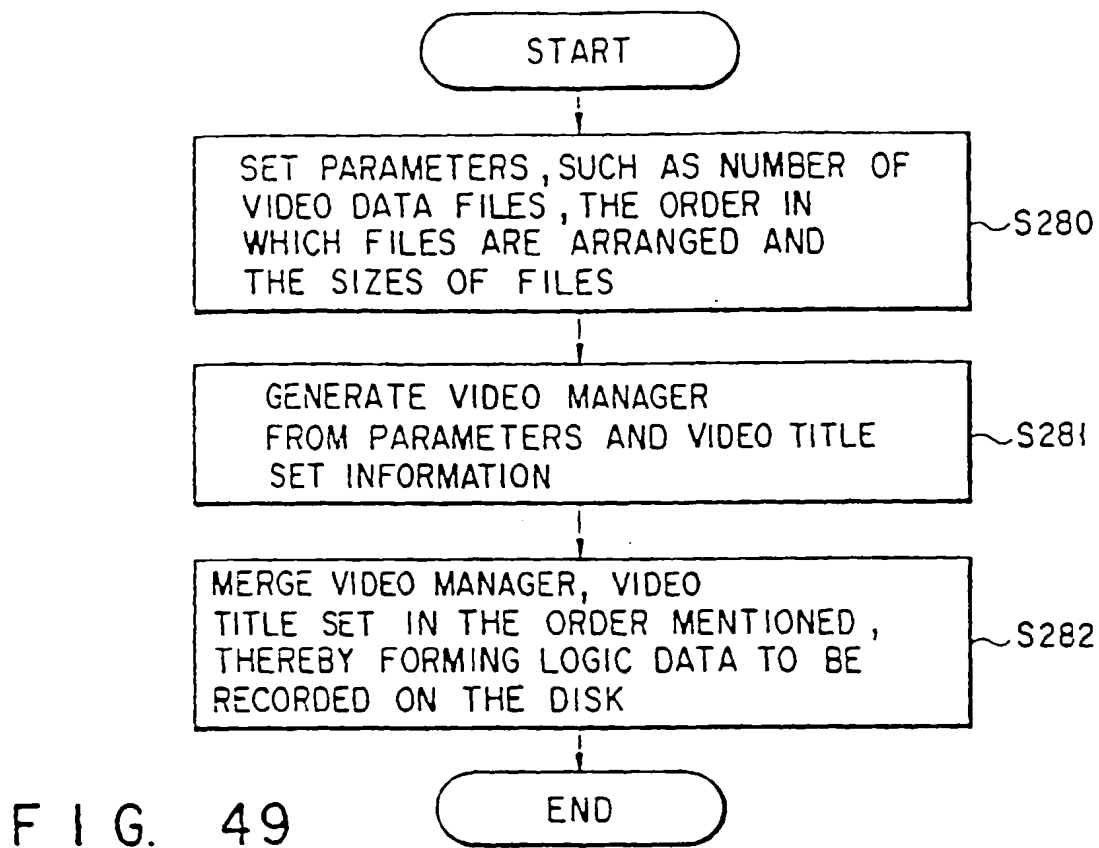 START
SET PARAMETERS, SUCH AS NUMBER OF
VIDEO DATA FILES, THE ORDER IN
WHICH FILES ARE ARRANGED AND
THE SIZES OF FILES
S280
GENERATE VIDEO MANAGER
FROM PARAMETERS AND VIDEO TITLE
SET INFORMATION
S281
MERGE VIDEO MANAGER, VIDEO
TITLE SET IN THE ORDER MENTIONED,
THEREBY FORMING LOGIC DATA TO BE
RECORDED ON THE DISK
S282
END
FIG. 49